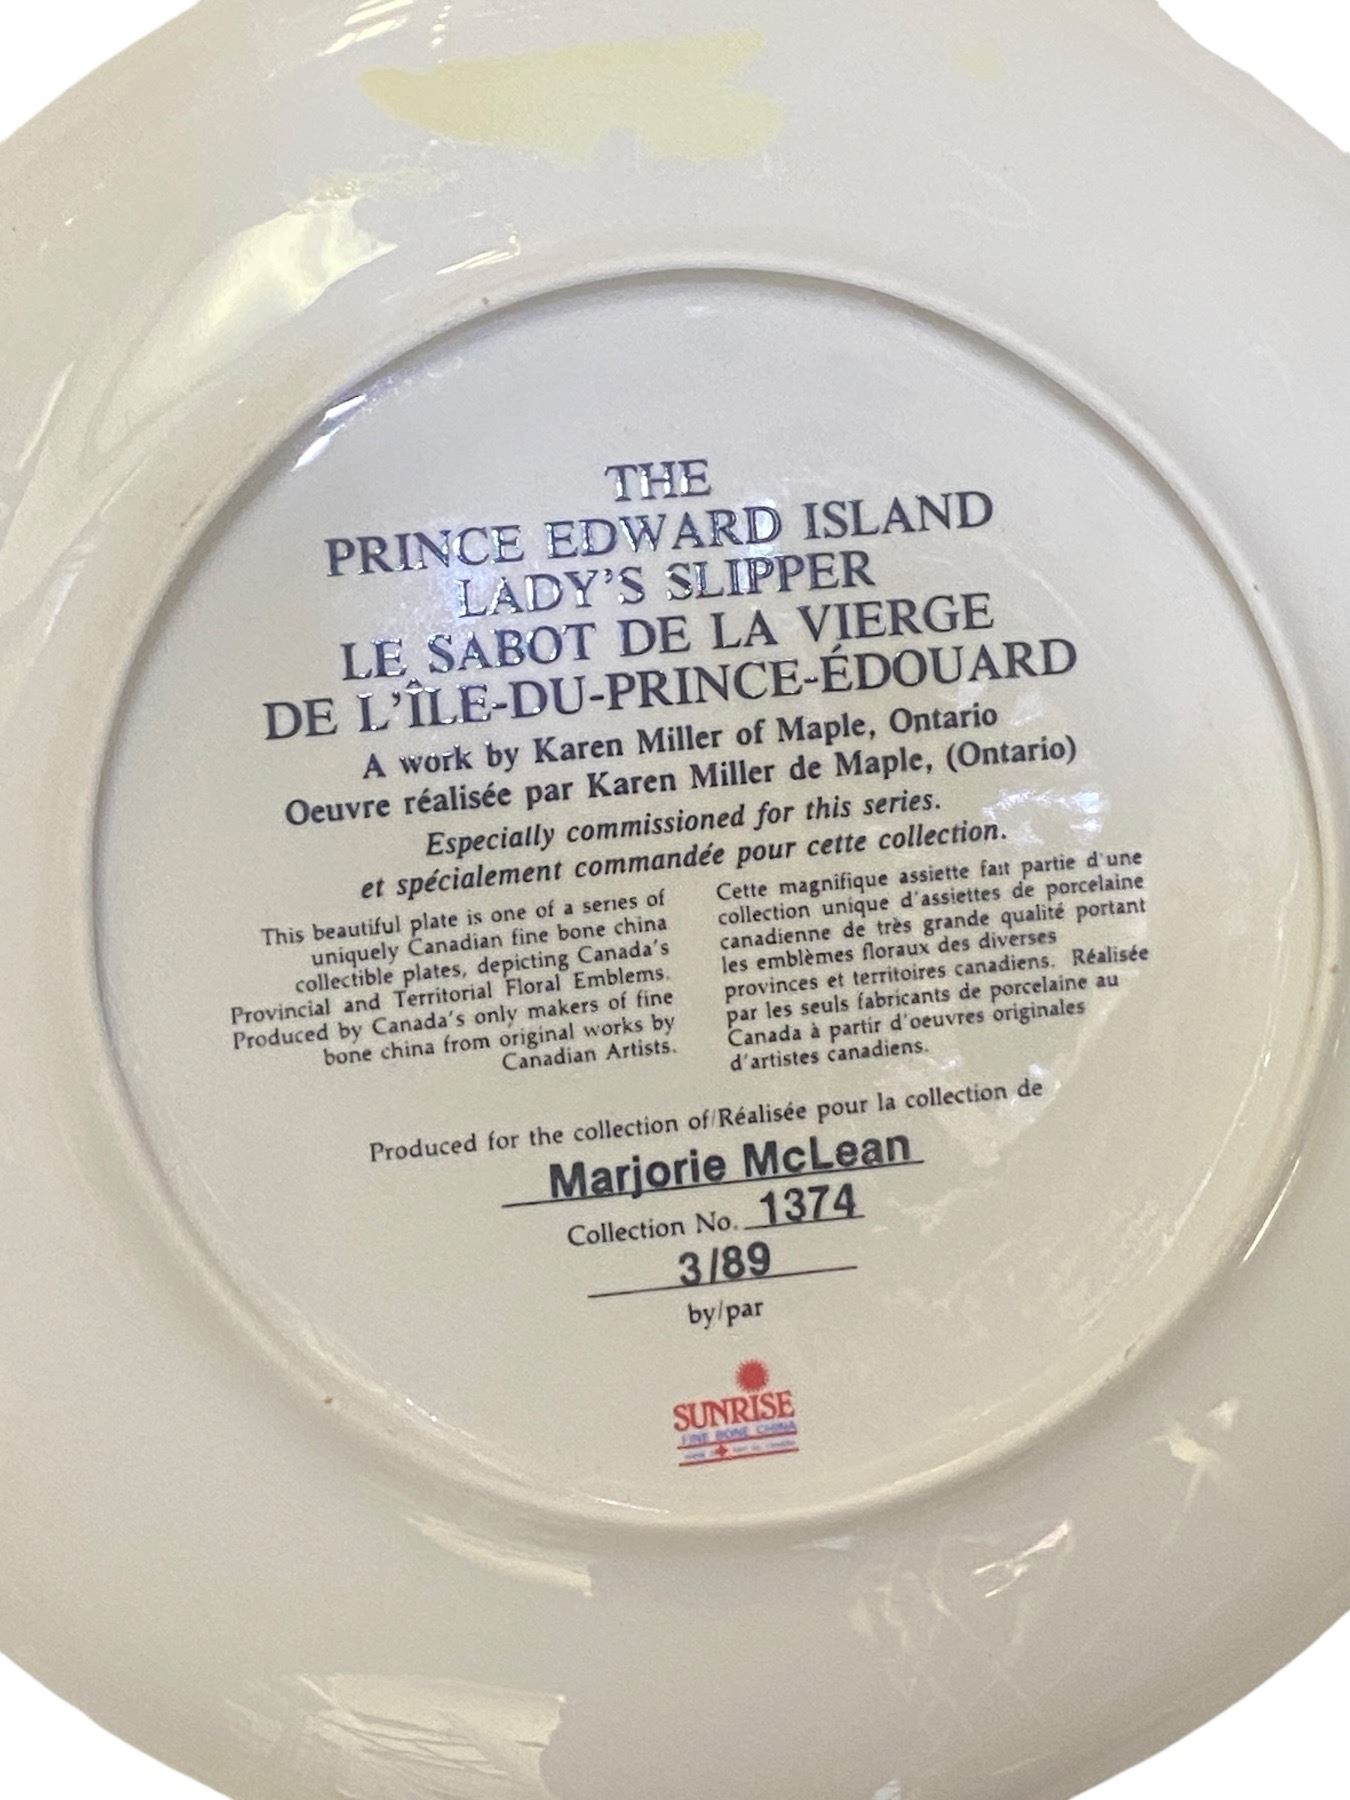 THE
PRINCE EDWARD ISLAND
LADY'S SLIPPER
LE SABOT DE LA VIERGE
DE L'ÎLE-DU-PRINCE-ÉDOUARD
A work by Karen Miller of Maple, Ontario
Oeuvre réalisée par Karen Miller de Maple, (Ontario)
Especially commissioned for this series.
et spécialement commandée pour cette collection.
This beautiful plate is one of a series of
uniquely Canadian fine bone china
collectible plates, depicting Canada's
Provincial and Territorial Floral Emblems.
Produced by Canada's only makers of fine
bone china from original works by
Canadian Artists.
Cette magnifique assiette fait partie d'une
collection unique d'assiettes de porcelaine
canadienne de très grande qualité portant
les emblèmes floraux des diverses
provinces et territoires canadiens. Réalisée
par les seuls fabricants de porcelaine au
Canada à partir d'oeuvres originales
d'artistes canadiens.
Produced for the collection of/Réalisée pour la collection de
Marjorie McLean
Collection No. 1374
3/89
by/par
SUNRISE
FINE BONE CHINA